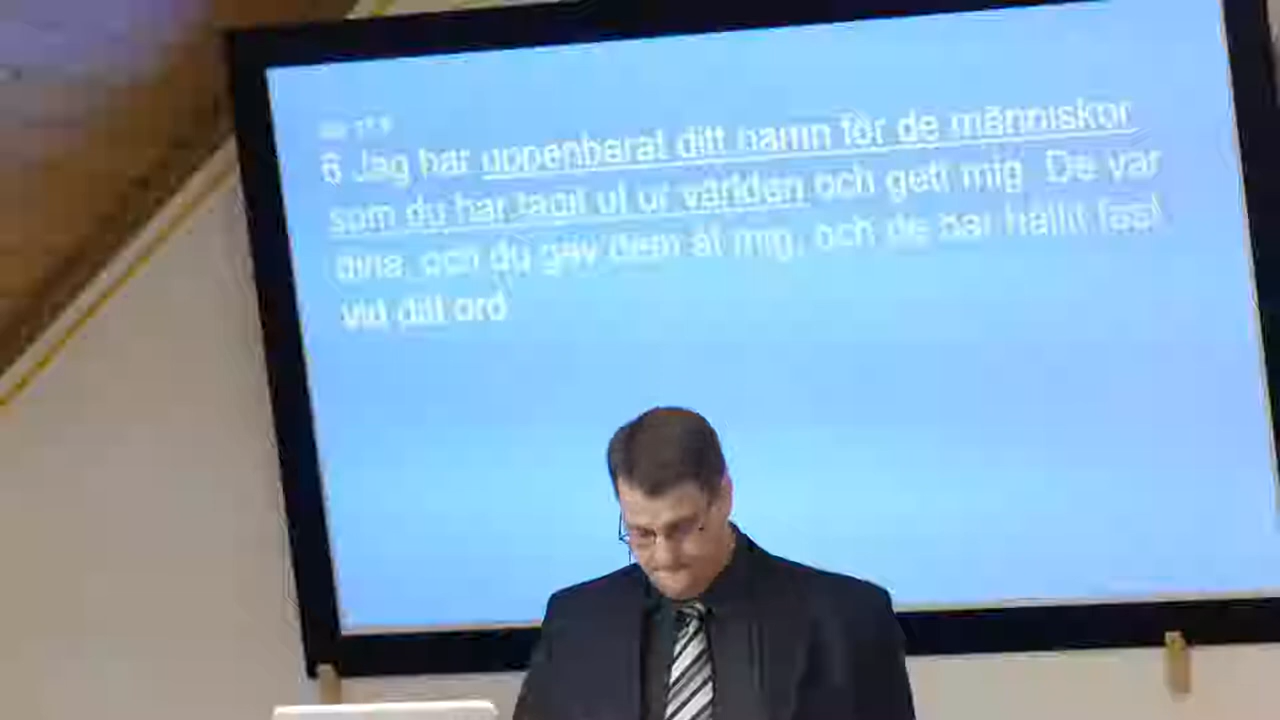 6 Jag har uppenbarat ditt namn för de människor
som du har tagit ut ur världen och gett mig. De var
dina, och du gav dem åt mig, och de har hållit fast
vid ditt ord